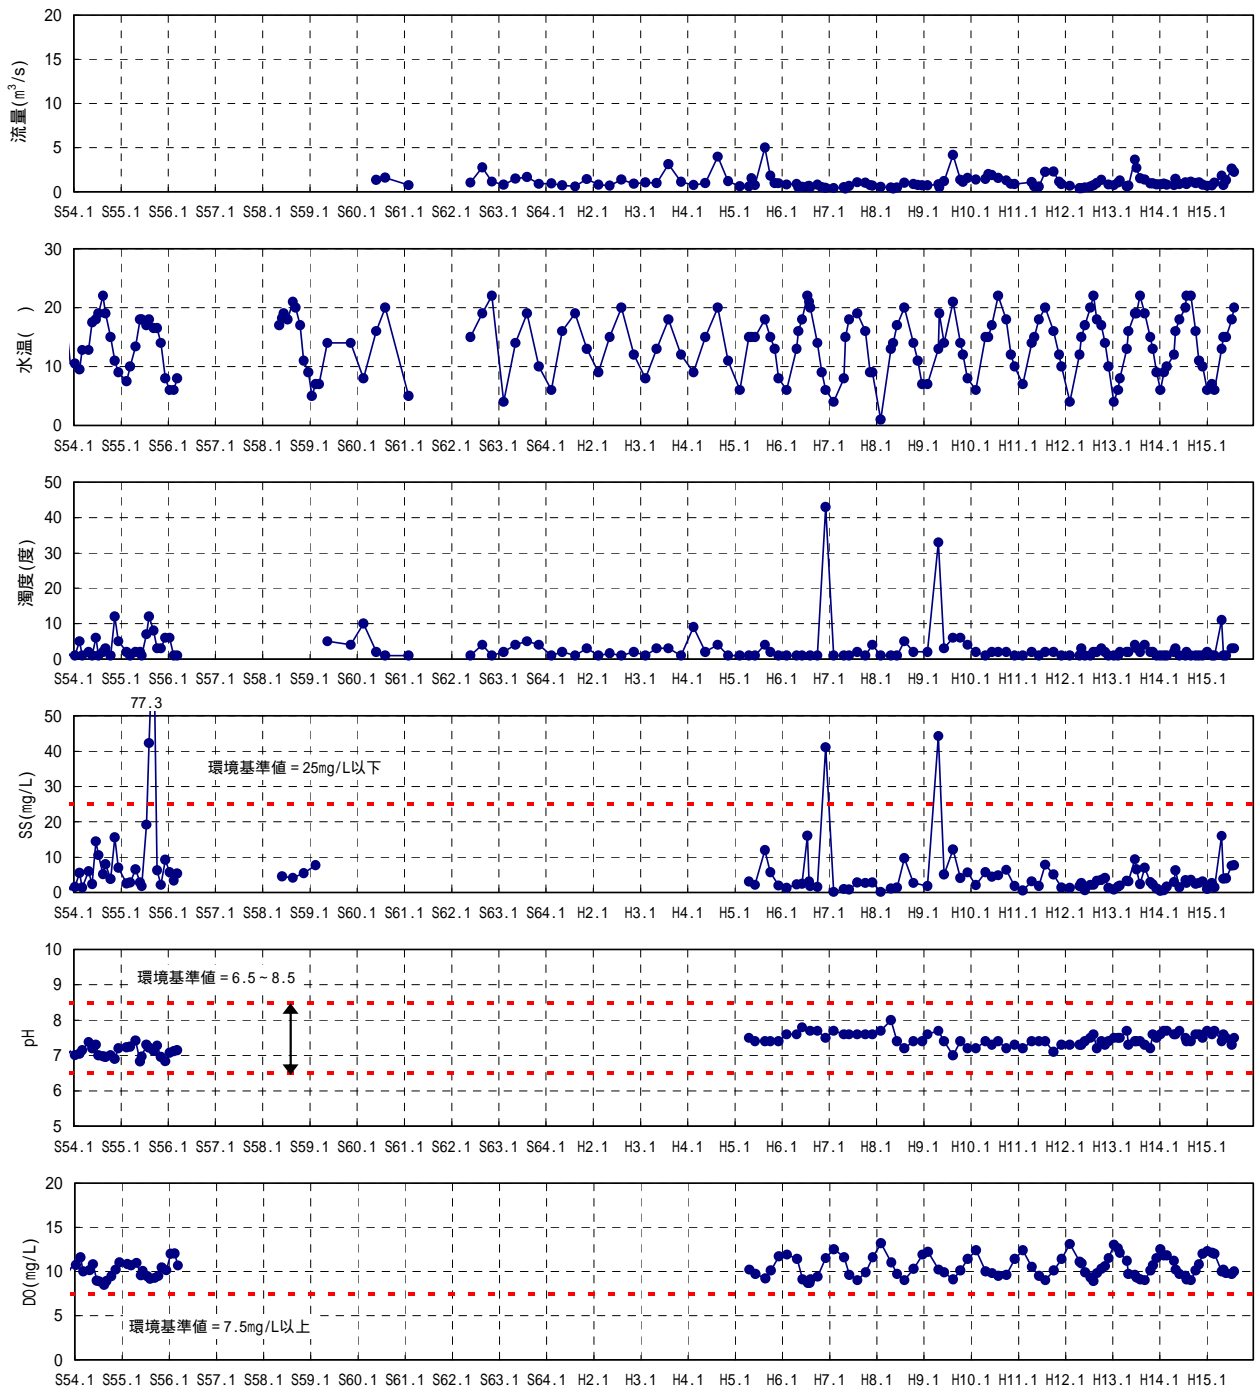 20
15
10
5
0
流量(m³/s)
S54.1 S55.1 S56.1 S57.1 S58.1 S59.1 S60.1 S61.1 S62.1 S63.1 S64.1 H2.1 H3.1 H4.1 H5.1 H6.1 H7.1 H8.1 H9.1 H10.1 H11.1 H12.1 H13.1 H14.1 H15.1
30
20
10
0
水温( )
S54.1 S55.1 S56.1 S57.1 S58.1 S59.1 S60.1 S61.1 S62.1 S63.1 S64.1 H2.1 H3.1 H4.1 H5.1 H6.1 H7.1 H8.1 H9.1 H10.1 H11.1 H12.1 H13.1 H14.1 H15.1
50
40
30
20
10
0
濁度(度)
S54.1 S55.1 S56.1 S57.1 S58.1 S59.1 S60.1 S61.1 S62.1 S63.1 S64.1 H2.1 H3.1 H4.1 H5.1 H6.1 H7.1 H8.1 H9.1 H10.1 H11.1 H12.1 H13.1 H14.1 H15.1
77.3
50
40
30
20
10
0
SS(mg/L)
環境基準値=25mg/L以下
S54.1 S55.1 S56.1 S57.1 S58.1 S59.1 S60.1 S61.1 S62.1 S63.1 S64.1 H2.1 H3.1 H4.1 H5.1 H6.1 H7.1 H8.1 H9.1 H10.1 H11.1 H12.1 H13.1 H14.1 H15.1
10
9
8
7
6
5
pH
環境基準値=6.5~8.5
S54.1 S55.1 S56.1 S57.1 S58.1 S59.1 S60.1 S61.1 S62.1 S63.1 S64.1 H2.1 H3.1 H4.1 H5.1 H6.1 H7.1 H8.1 H9.1 H10.1 H11.1 H12.1 H13.1 H14.1 H15.1
20
15
10
5
0
DO(mg/L)
環境基準値=7.5mg/L以上
S54.1 S55.1 S56.1 S57.1 S58.1 S59.1 S60.1 S61.1 S62.1 S63.1 S64.1 H2.1 H3.1 H4.1 H5.1 H6.1 H7.1 H8.1 H9.1 H10.1 H11.1 H12.1 H13.1 H14.1 H15.1